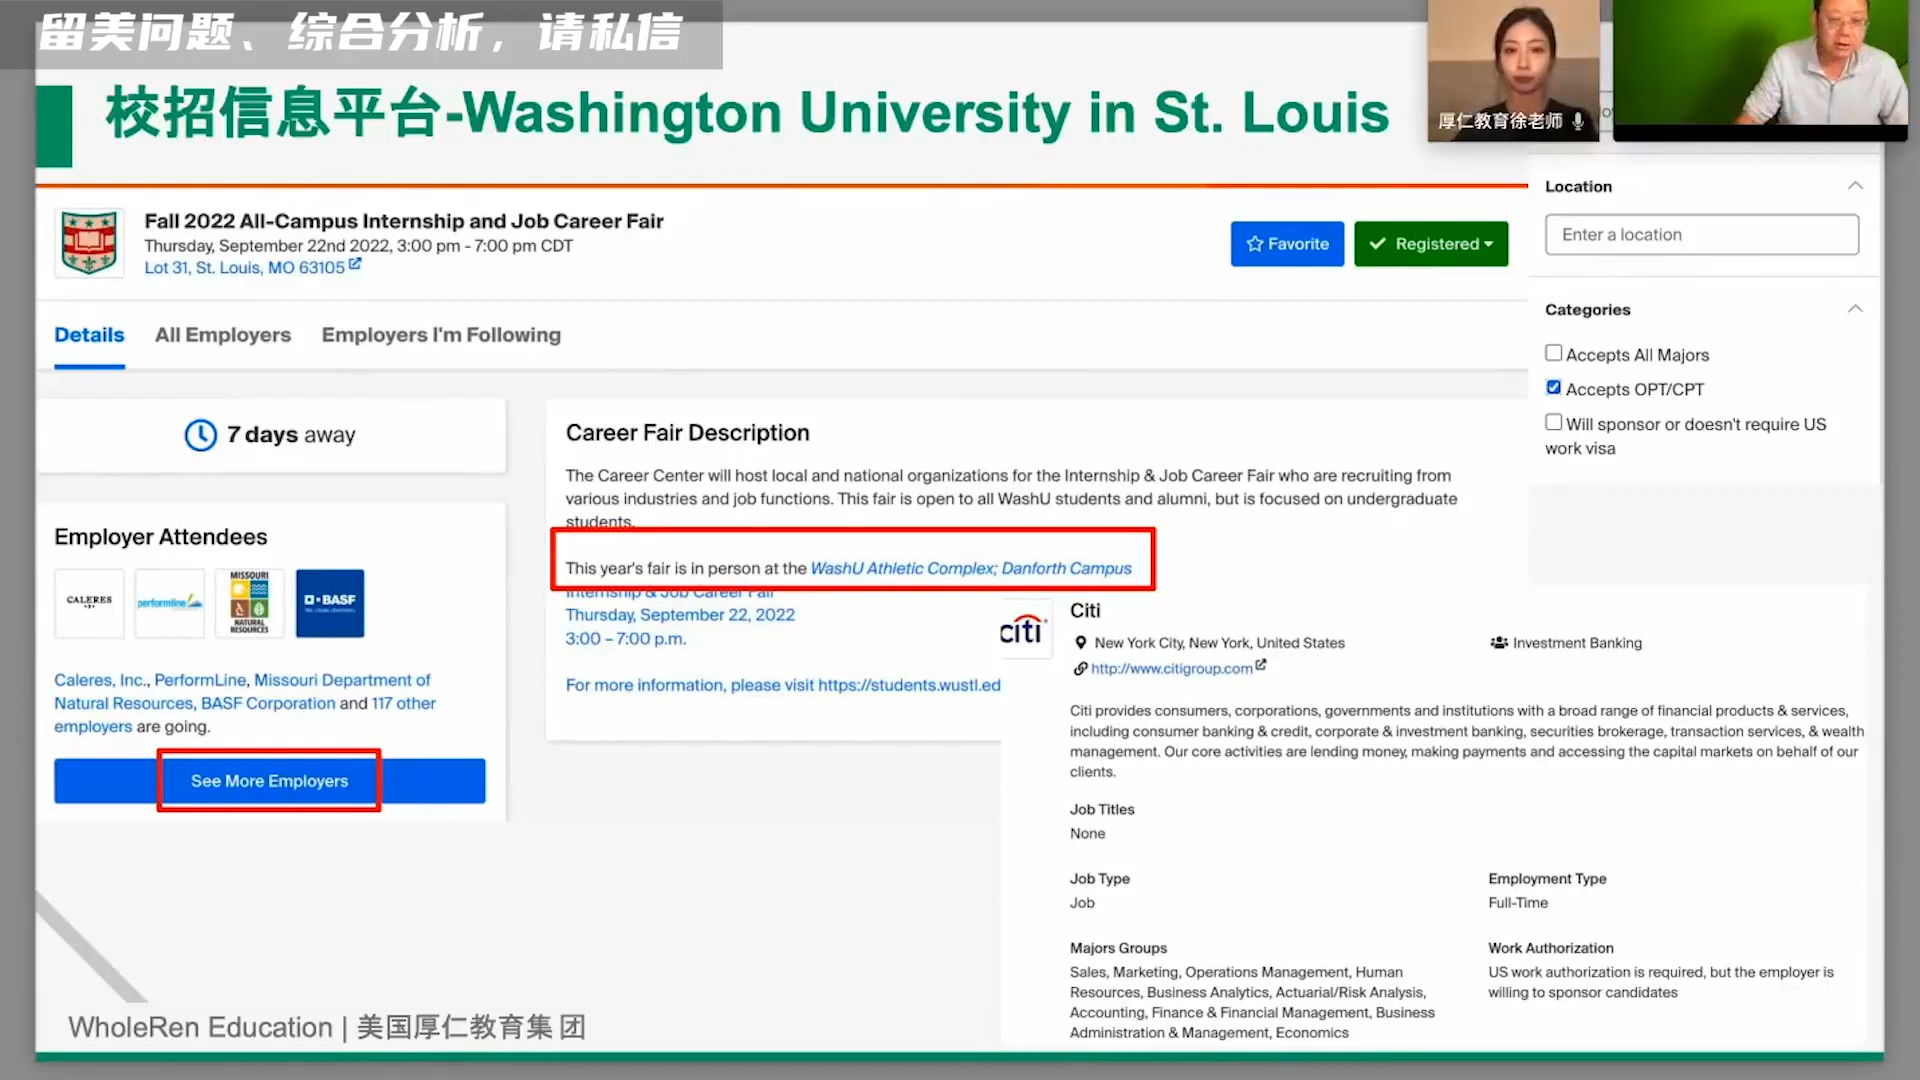 留美问题、综合分析，请私信
校招信息平台-Washington University in St. Louis
厚仁教育徐老师
Fall 2022 All-Campus Internship and Job Career Fair
Thursday, September 22nd 2022, 3:00 pm - 7:00 pm CDT
Lot 31, St. Louis, MO 63105
Favorite
Registered
Details
All Employers
Employers I'm Following
7 days away
Employer Attendees
CALERES
performline
MISSOURI
NATURAL
RESOURCES
BASF
We create chemistry
Caleres, Inc., PerformLine, Missouri Department of
Natural Resources, BASF Corporation and 117 other
employers are going.
See More Employers
Career Fair Description
The Career Center will host local and national organizations for the Internship & Job Career Fair who are recruiting from
various industries and job functions. This fair is open to all WashU students and alumni, but is focused on undergraduate
students.
This year's fair is in person at the WashU Athletic Complex; Danforth Campus
Internship & Job Career Fair
Thursday, September 22, 2022
3:00 – 7:00 p.m.
For more information, please visit https://students.wustl.ed
Location
Enter a location
Categories
Accepts All Majors
Accepts OPT/CPT
Will sponsor or doesn't require US
work visa
citi
Citi
New York City, New York, United States
Investment Banking
http://www.citigroup.com
Citi provides consumers, corporations, governments and institutions with a broad range of financial products & services,
including consumer banking & credit, corporate & investment banking, securities brokerage, transaction services, & wealth
management. Our core activities are lending money, making payments and accessing the capital markets on behalf of our
clients.
Job Titles
None
Job Type
Job
Employment Type
Full-Time
Majors Groups
Sales, Marketing, Operations Management, Human
Resources, Business Analytics, Actuarial/Risk Analysis,
Accounting, Finance & Financial Management, Business
Administration & Management, Economics
Work Authorization
US work authorization is required, but the employer is
willing to sponsor candidates
WholeRen Education | 美国厚仁教育集团